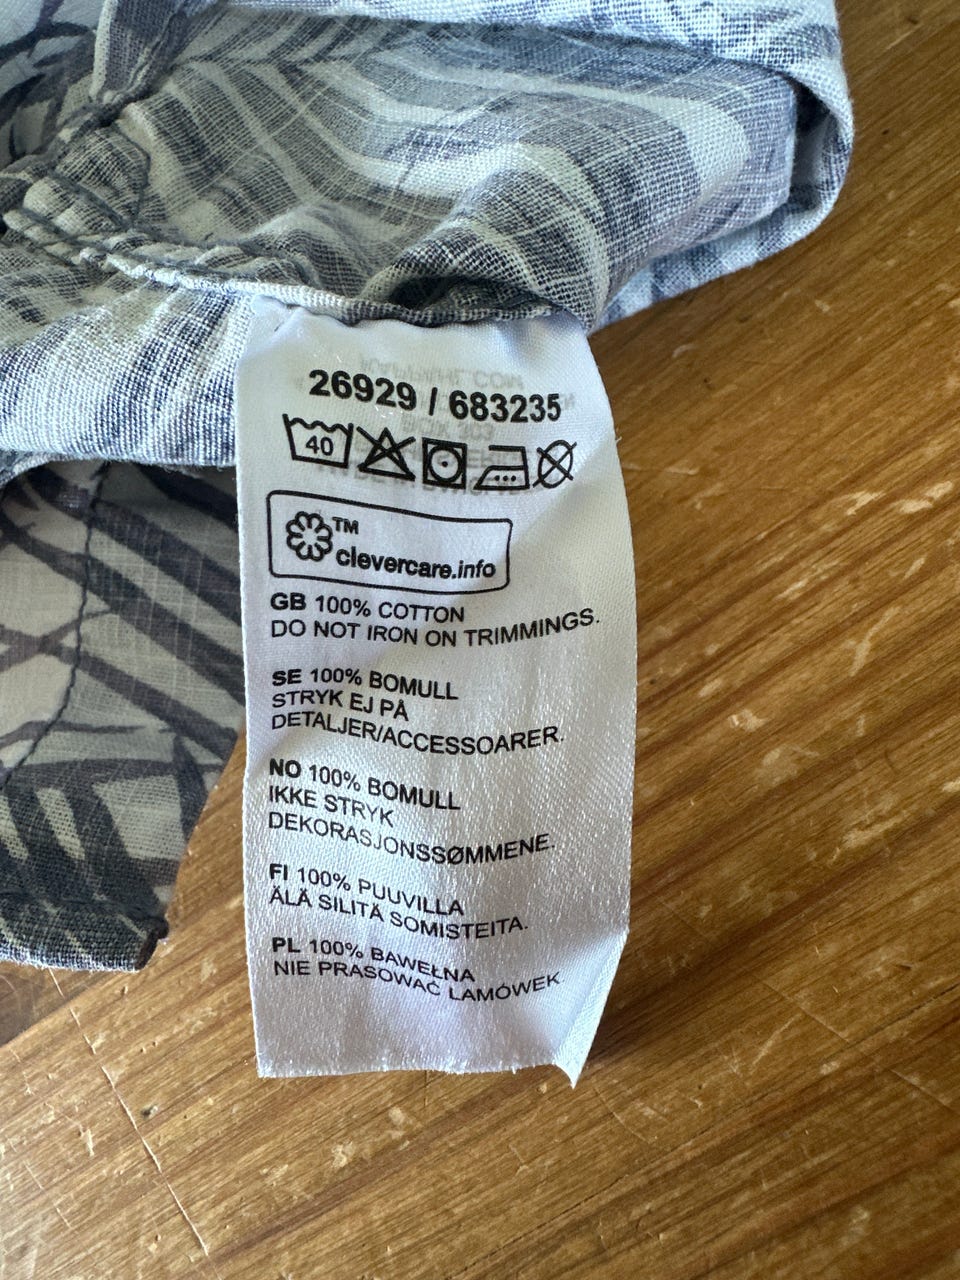 26929 / 683235
40
TM
clevercare.info
GB 100% COTTON
DO NOT IRON ON TRIMMINGS.
SE 100% BOMULL
STRYK EJ PÅ
DETALJER/ACCESSOARER.
NO 100% BOMULL
IKKE STRYK
DEKORASJONSSØMMENE.
FI 100% PUUVILLA
ÄLÄ SILITÄ SOMISTEITA.
PL 100% BAWEŁNA
NIE PRASOWAĆ LAMÓWEK.